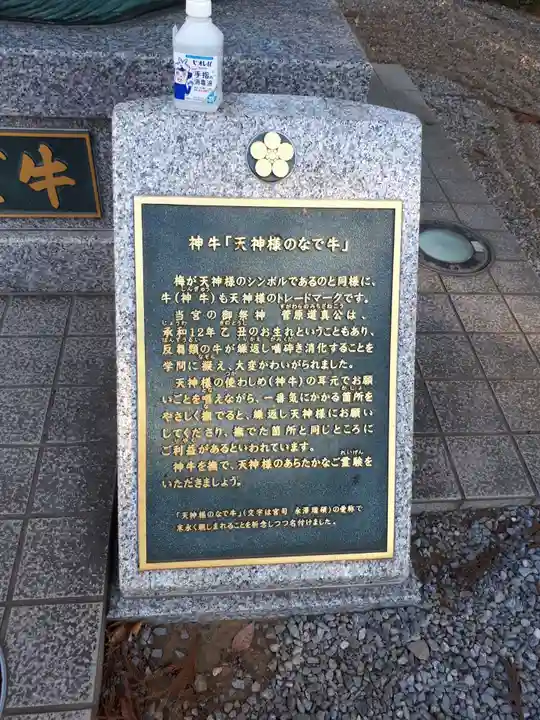 ビオレu
手指の
消毒液
牛
神牛「天神様のなで牛」
梅が天神様のシンボルであるのと同様に、
牛(神牛)も天神様のトレードマークです。
当宮の御祭神 菅原道真公は、
承和12年乙丑のお生れということもあり、
反芻類の牛が繰返し噛砕き消化することを
学問に擬え、大変かわいがられました。
天神様の使わしめ(神牛)の耳元でお願
いごとを唱えながら、一番気にかかる箇所を
やさしく撫でると、繰返し天神様にお願い
してくださり、撫でた箇所と同じところに
ご利益があるといわれています。
神牛を撫で、天神様のあらたかなご霊験を
いただきましょう。
「天神様のなで牛」(文字は宮司 永澤瑞碩)の愛称で
末永く親しまれることを祈念しつつ名付けました。